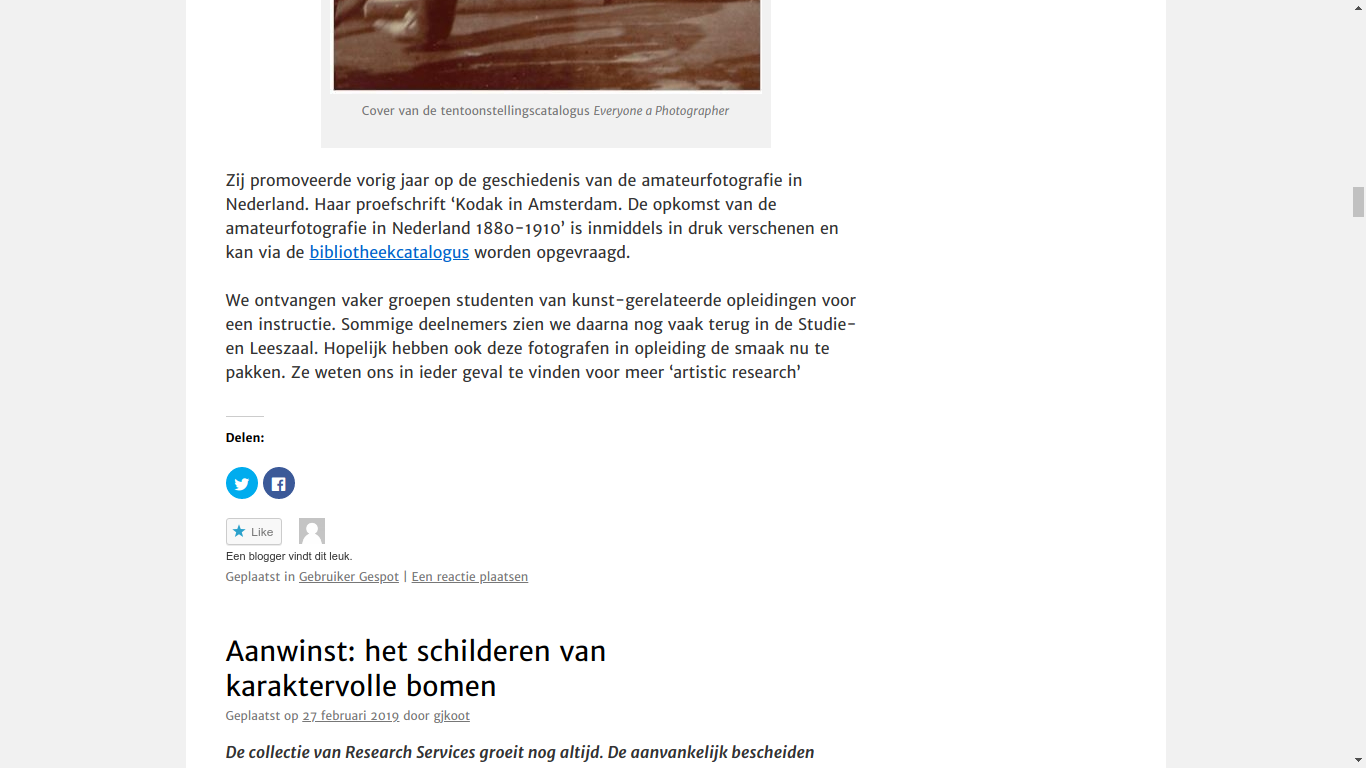 Cover van de tentoonstellingscatalogus Everyone a Photographer
Zij promoveerde vorig jaar op de geschiedenis van de amateurfotografie in
Nederland. Haar proefschrift ‘Kodak in Amsterdam. De opkomst van de
amateurfotografie in Nederland 1880-1910’ is inmiddels in druk verschenen en
kan via de bibliotheekcatalogus worden opgevraagd.
We ontvangen vaker groepen studenten van kunst-gerelateerde opleidingen voor
een instructie. Sommige deelnemers zien we daarna nog vaak terug in de Studie-
en Leeszaal. Hopelijk hebben ook deze fotografen in opleiding de smaak nu te
pakken. Ze weten ons in ieder geval te vinden voor meer ‘artistic research’
Delen:
Like
Een blogger vindt dit leuk.
Geplaatst in Gebruiker Gespot | Een reactie plaatsen
Aanwinst: het schilderen van
karaktervolle bomen
Geplaatst op 27 februari 2019 door gjkoot
De collectie van Research Services groeit nog altijd. De aanvankelijk bescheiden